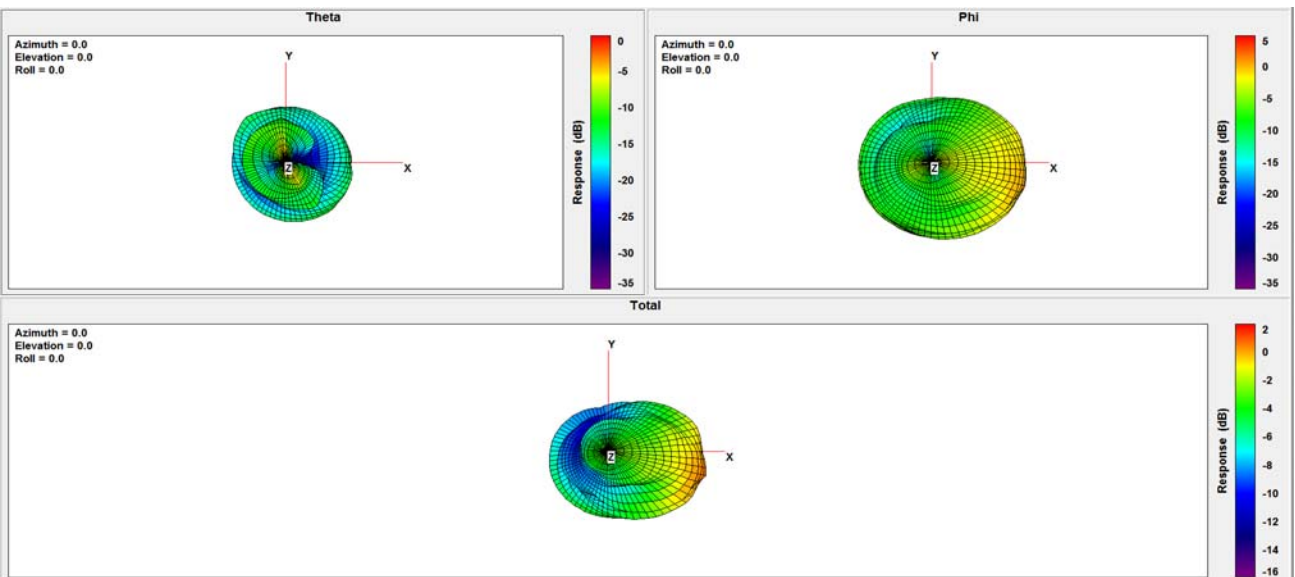 Theta
Azimuth = 0.0
Elevation = 0.0
Roll = 0.0
Y
X
Z
0
-5
-10
-15
-20
-25
-30
-35
Response (dB)
Phi
Azimuth = 0.0
Elevation = 0.0
Roll = 0.0
Y
X
Z
5
0
-5
-10
-15
-20
-25
-30
-35
Response (dB)
Total
Azimuth = 0.0
Elevation = 0.0
Roll = 0.0
Y
X
Z
2
0
-2
-4
-6
-8
-10
-12
-14
-16
Response (dB)